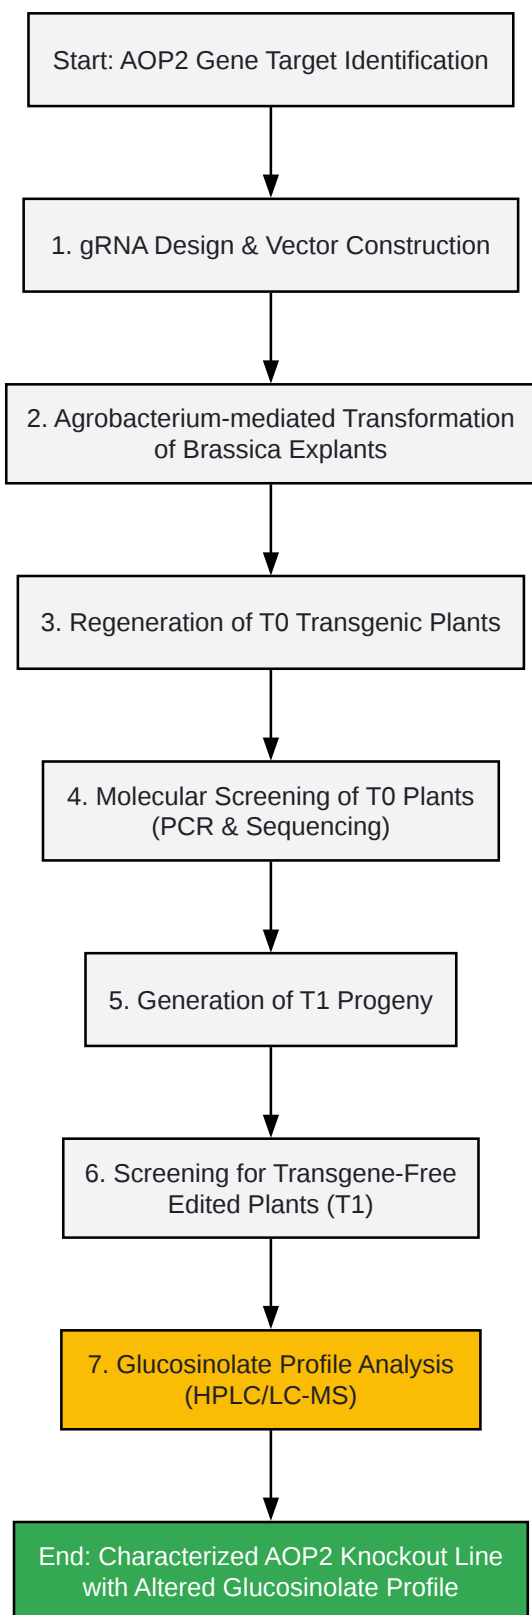 Start: AOP2 Gene Target Identification
1. gRNA Design & Vector Construction
2. Agrobacterium-mediated Transformation
of Brassica Explants
3. Regeneration of T0 Transgenic Plants
4. Molecular Screening of T0 Plants
(PCR & Sequencing)
5. Generation of T1 Progeny
6. Screening for Transgene-Free
Edited Plants (T1)
7. Glucosinolate Profile Analysis
(HPLC/LC-MS)
End: Characterized AOP2 Knockout Line
with Altered Glucosinolate Profile